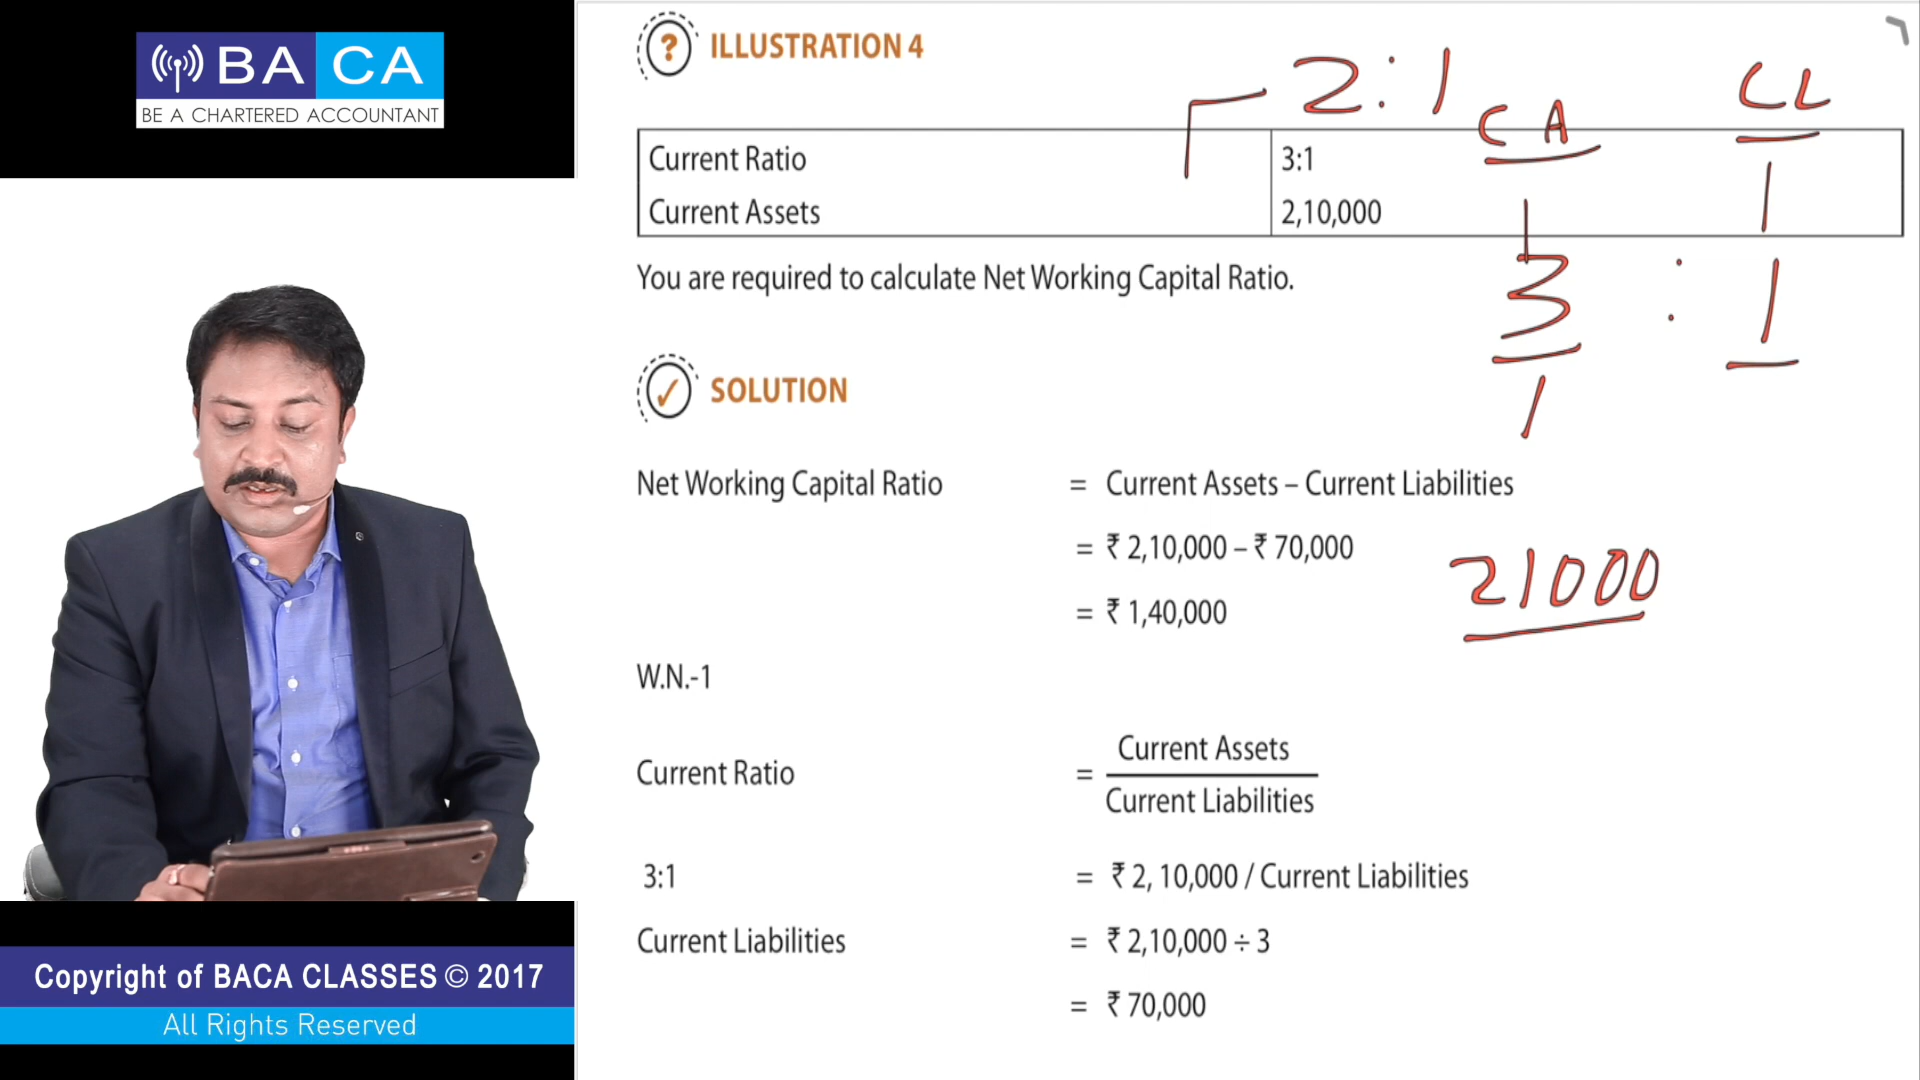 BA CA
BE A CHARTERED ACCOUNTANT
? ILLUSTRATION 4
2 : 1
CA
CL
Current Ratio 3:1
Current Assets 2,10,000
1
3 : 1
1
You are required to calculate Net Working Capital Ratio.
SOLUTION
Net Working Capital Ratio = Current Assets – Current Liabilities
= ₹ 2,10,000 – ₹ 70,000
21000
= ₹ 1,40,000
W.N.-1
Current Ratio = Current Assets
Current Liabilities
3:1 = ₹ 2, 10,000 / Current Liabilities
Current Liabilities = ₹ 2,10,000 ÷ 3
= ₹ 70,000
Copyright of BACA CLASSES © 2017
All Rights Reserved